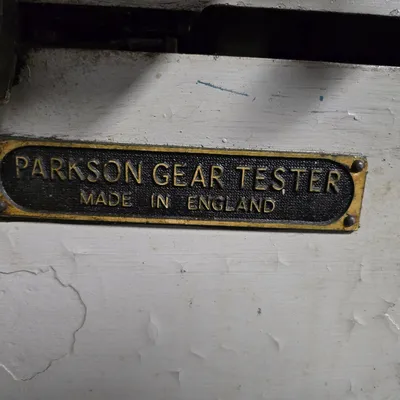 PARKSON GEAR TESTER
MADE IN ENGLAND